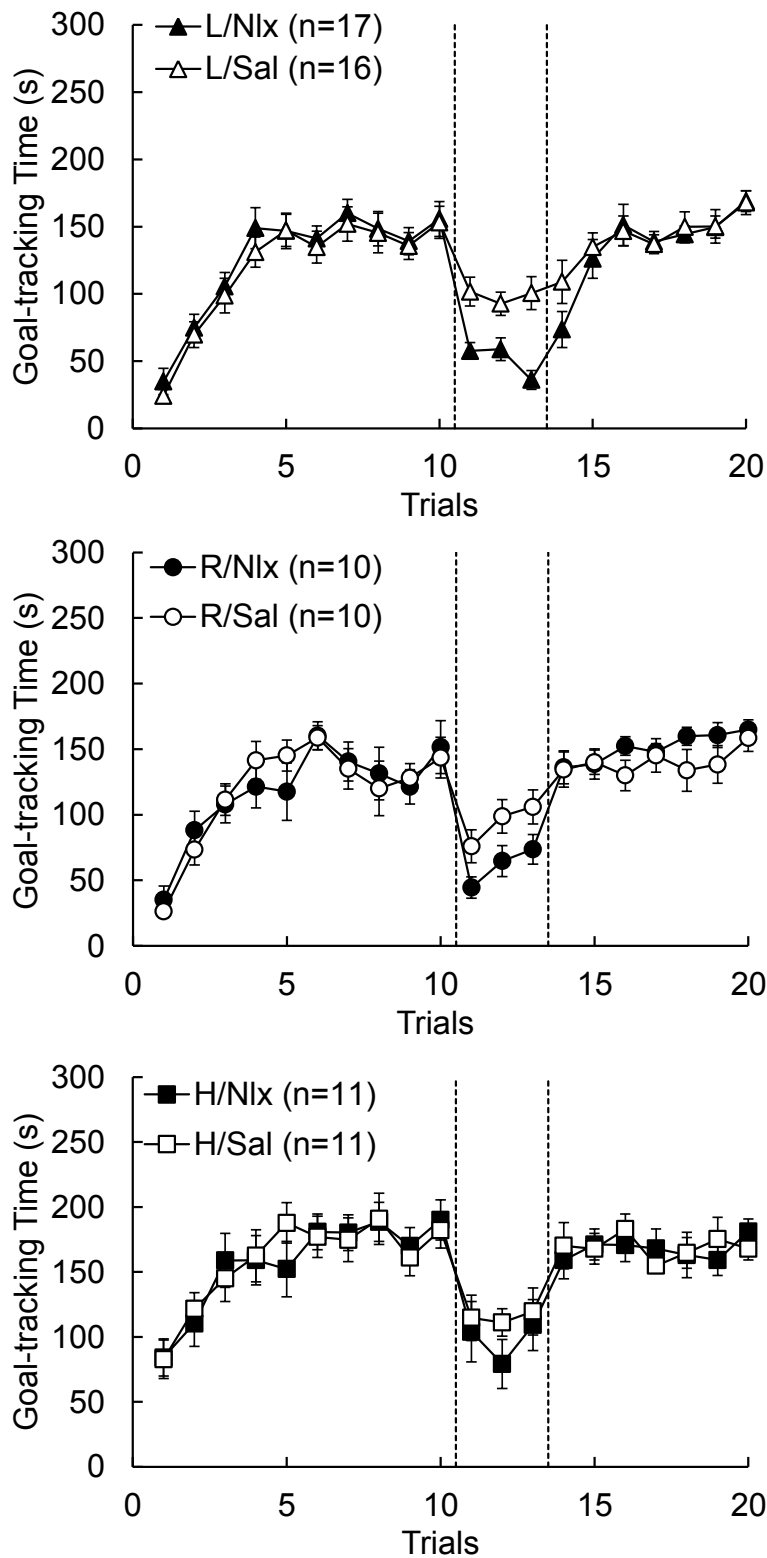 L/Nlx (n=17)
L/Sal (n=16)
Goal-tracking Time (s)
300
250
200
150
100
50
0
0 5 10 15 20
Trials
R/Nlx (n=10)
R/Sal (n=10)
Goal-tracking Time (s)
300
250
200
150
100
50
0
0 5 10 15 20
Trials
H/Nlx (n=11)
H/Sal (n=11)
Goal-tracking Time (s)
300
250
200
150
100
50
0
0 5 10 15 20
Trials